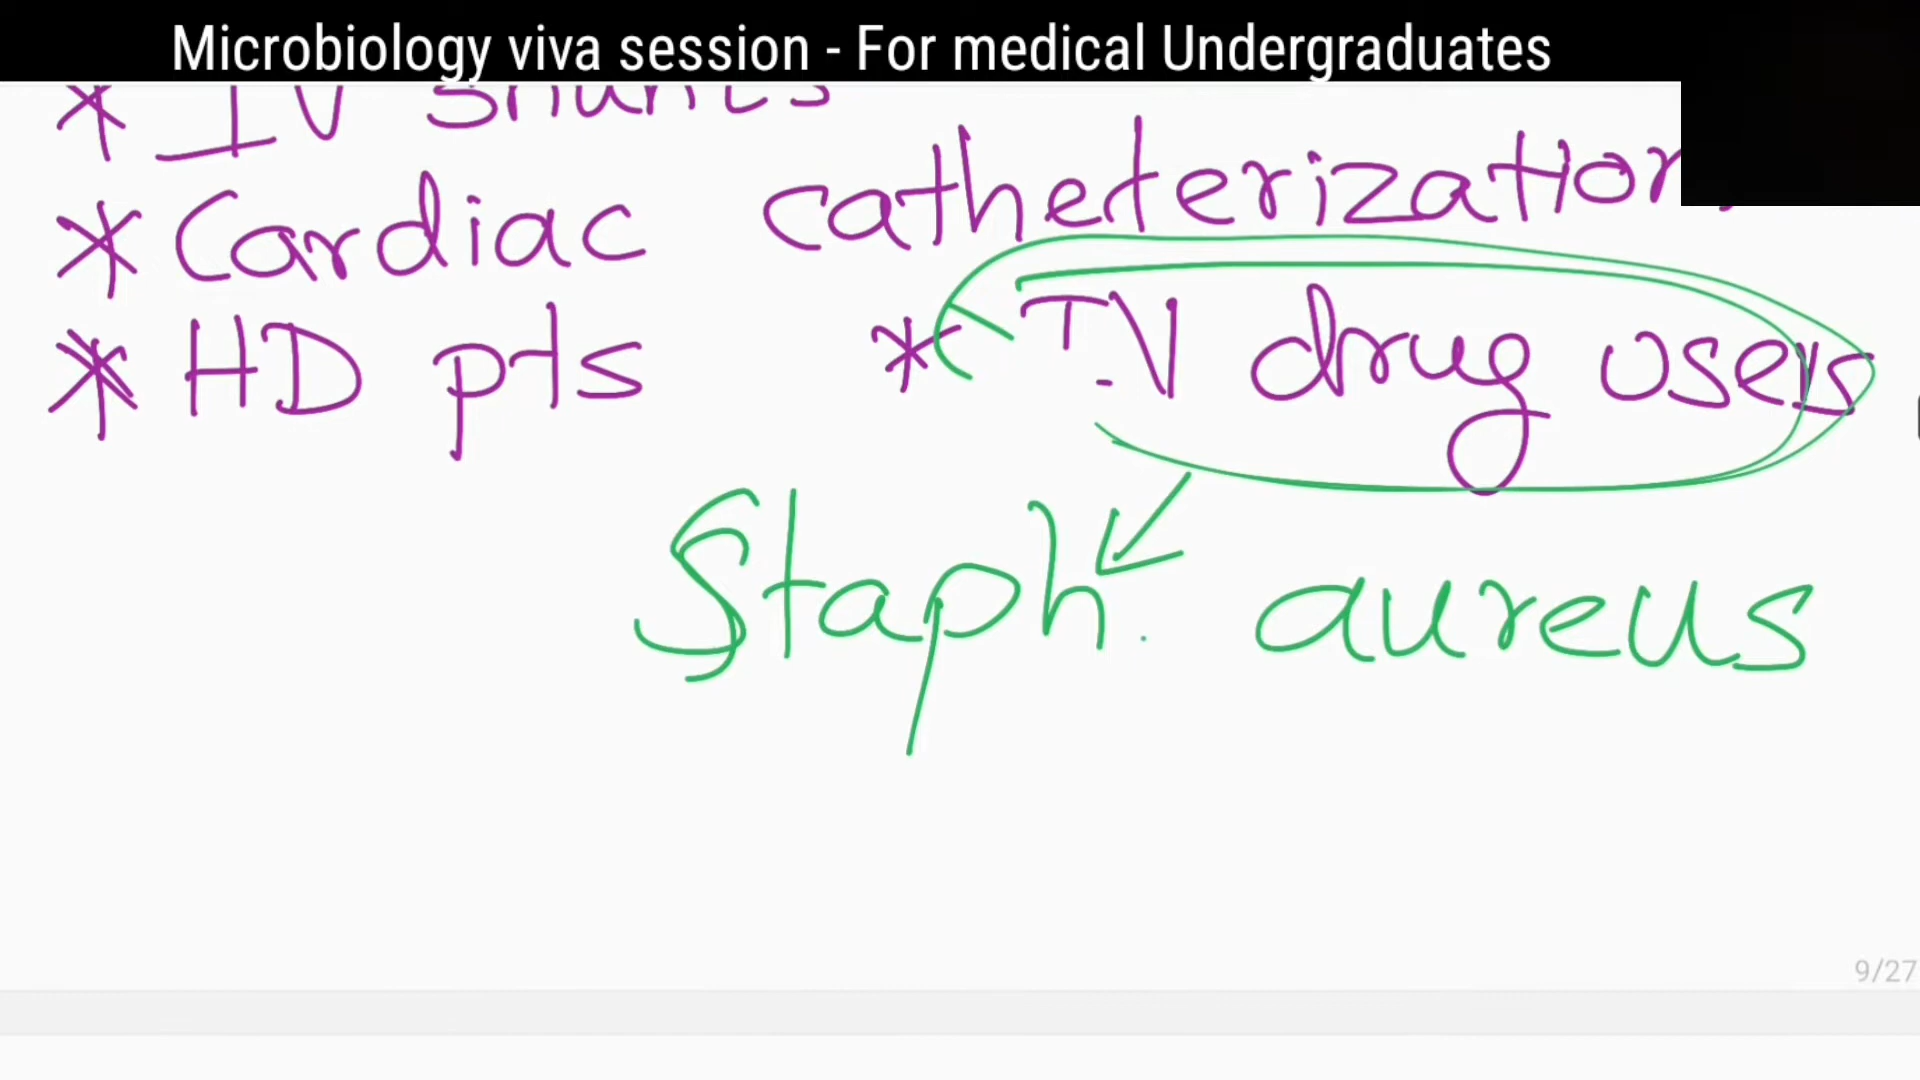 Microbiology viva session - For medical Undergraduates
* IV shunts
* Cardiac catheterization
* HD pts * IV drug users
Staph. aureus
9/27